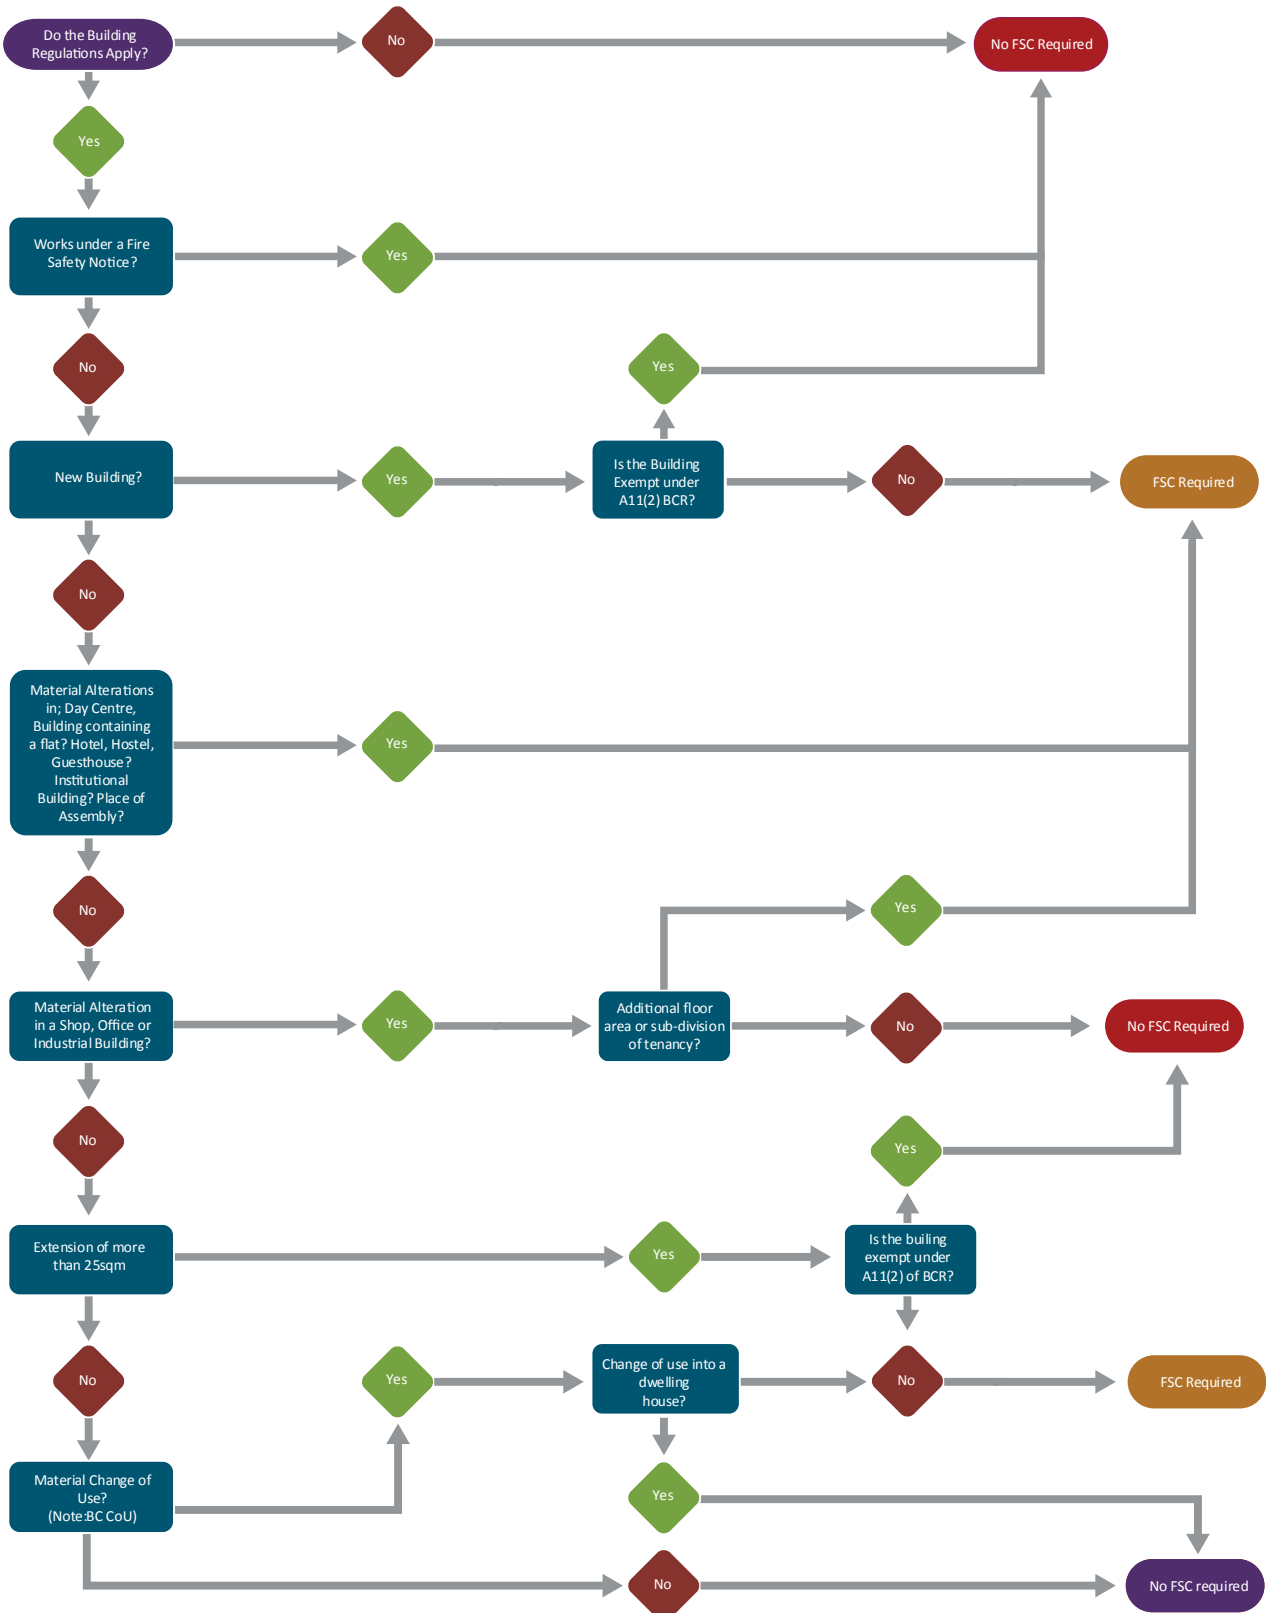 Do the Building
Regulations Apply?
No
No FSC Required
Yes
Works under a Fire
Safety Notice?
Yes
No
Yes
New Building?
Yes
Is the Building
Exempt under
A11(2) BCR?
No
FSC Required
No
Material Alterations
in; Day Centre,
Building containing
a flat? Hotel, Hostel,
Guesthouse?
Institutional
Building? Place of
Assembly?
Yes
No
Yes
Material Alteration
in a Shop, Office or
Industrial Building?
Yes
Additional floor
area or sub-division
of tenancy?
No
No FSC Required
No
Yes
Extension of more
than 25sqm
Yes
Is the builing
exempt under
A11(2) of BCR?
No
Yes
Change of use into a
dwelling
house?
No
FSC Required
Material Change of
Use?
(Note:BC CoU)
Yes
No
No FSC required